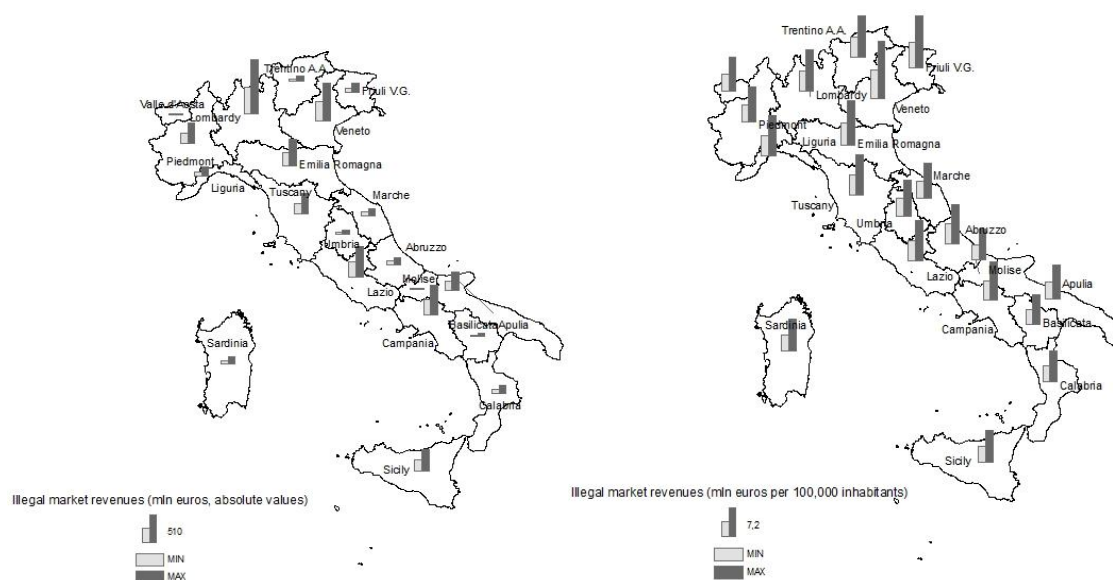 Trentino A.A.
Friuli V.G.
Valle d'Aosta
Lombardy
Veneto
Piedmont
Emilia Romagna
Liguria
Tuscany
Marche
Umbria
Abruzzo
Lazio
Molise
Campania
Basilicata
Apulia
Sardinia
Calabria
Sicily
Illegal market revenues (mln euros, absolute values)
510
MIN
MAX
Trentino A.A.
Friuli V.G.
Lombardy
Veneto
Piedmont
Liguria
Emilia Romagna
Marche
Tuscany
Umbria
Abruzzo
Lazio
Molise
Apulia
Campania
Basilicata
Sardinia
Calabria
Sicily
Illegal market revenues (mln euros per 100,000 inhabitants)
7,2
MIN
MAX